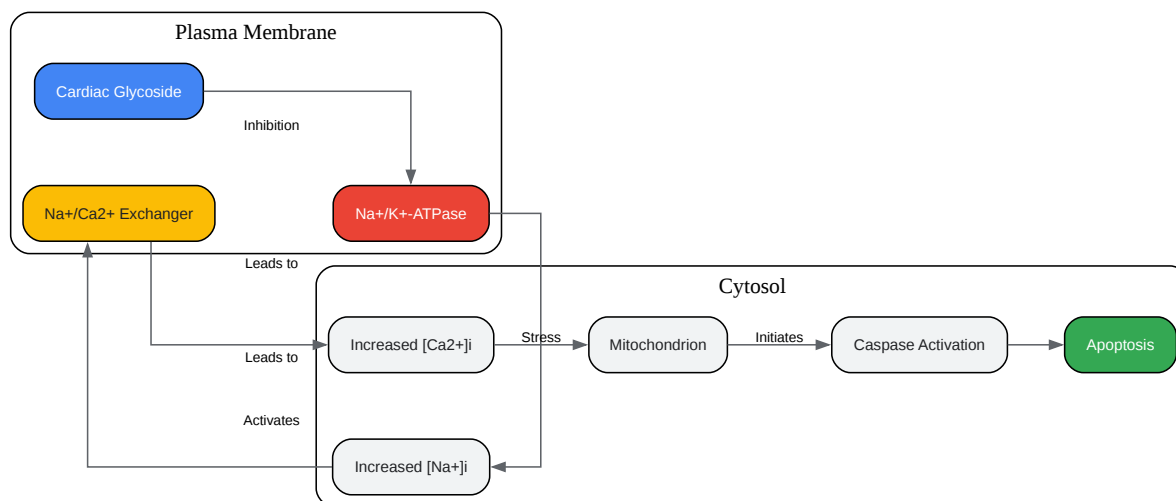 Plasma Membrane
Cardiac Glycoside
Inhibition
Na+/Ca2+ Exchanger
Na+/K+-ATPase
Leads to
Cytosol
Increased [Ca2+]i
Stress
Mitochondrion
Initiates
Caspase Activation
Apoptosis
Leads to
Activates
Increased [Na+]i